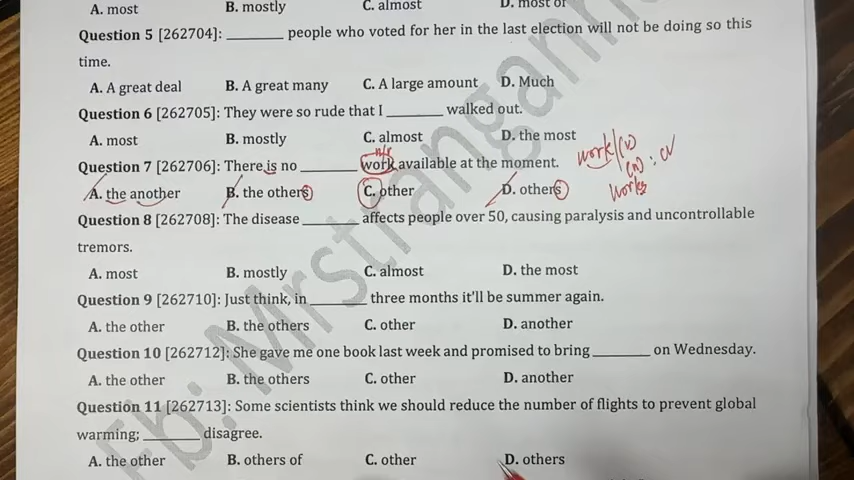 A. most B. mostly C. almost D. most of
Question 5 [262704]: _______ people who voted for her in the last election will not be doing so this
time.
A. A great deal B. A great many C. A large amount D. Much
Question 6 [262705]: They were so rude that I _______ walked out.
A. most B. mostly C. almost D. the most
Question 7 [262706]: There is no _______ work available at the moment.
work/(v)
(n)
works
A. the another B. the others C. other D. others
Question 8 [262708]: The disease _______ affects people over 50, causing paralysis and uncontrollable
tremors.
A. most B. mostly C. almost D. the most
Question 9 [262710]: Just think, in _______ three months it'll be summer again.
A. the other B. the others C. other D. another
Question 10 [262712]: She gave me one book last week and promised to bring _______ on Wednesday.
A. the other B. the others C. other D. another
Question 11 [262713]: Some scientists think we should reduce the number of flights to prevent global
warming; _______ disagree.
A. the other B. others of C. other D. others